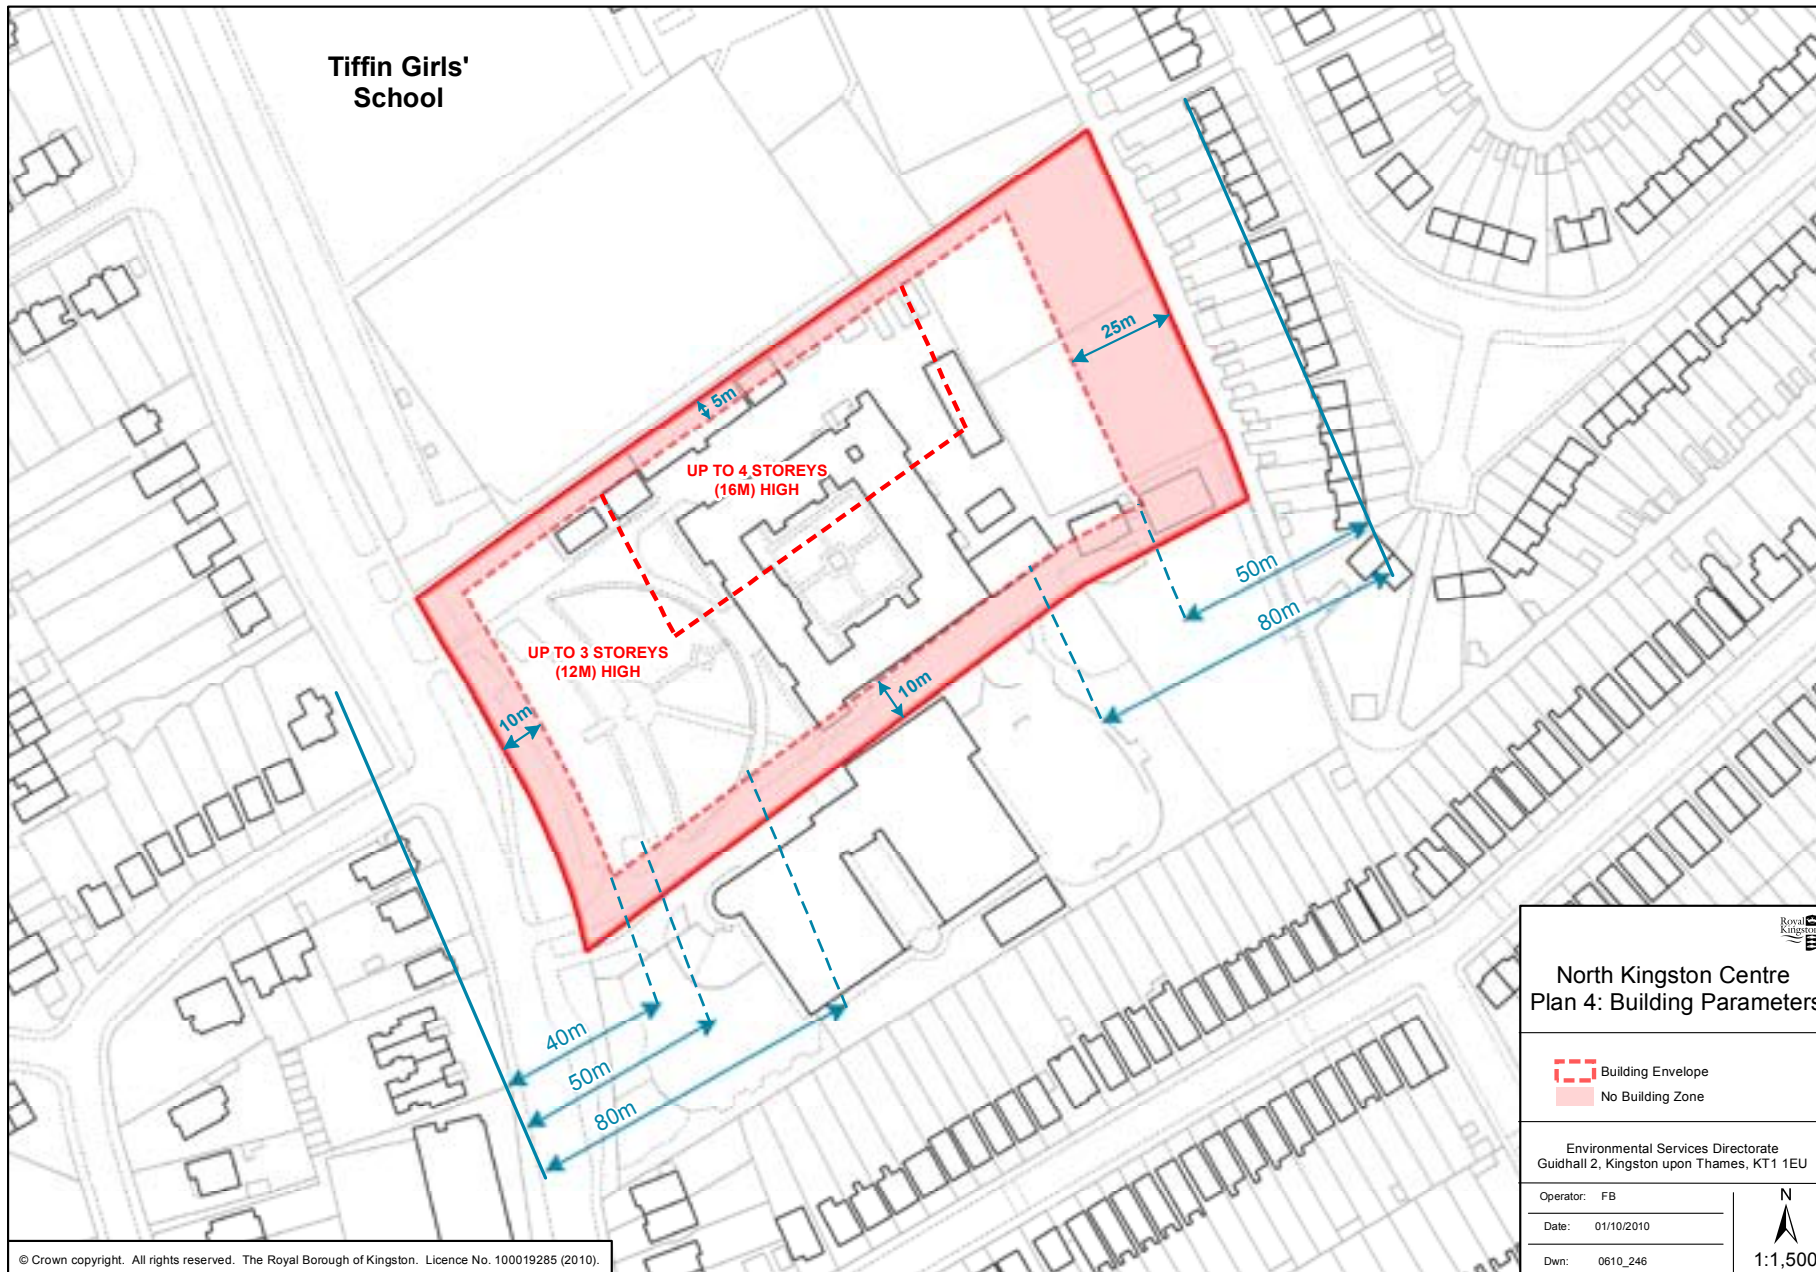 Tiffin Girls'
School
25m
5m
UP TO 4 STOREYS
(16M) HIGH
UP TO 3 STOREYS
(12M) HIGH
10m
10m
50m
80m
40m
50m
80m
Royal
Kingston
North Kingston Centre
Plan 4: Building Parameters
Building Envelope
No Building Zone
Environmental Services Directorate
Guidhall 2, Kingston upon Thames, KT1 1EU
Operator: FB
Date: 01/10/2010
Dwn: 0610_246
N
1:1,500
© Crown copyright. All rights reserved. The Royal Borough of Kingston. Licence No. 100019285 (2010).